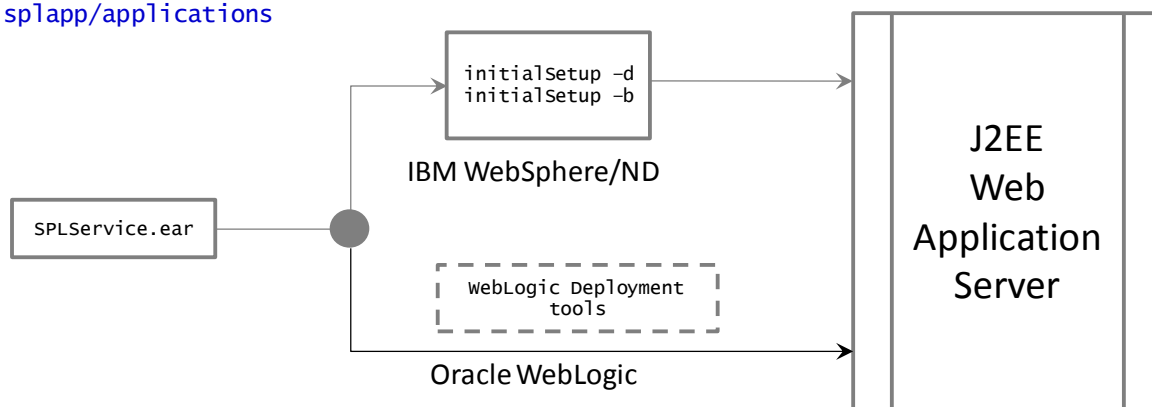 splapp/applications
initialSetup –d
initialSetup –b
IBM WebSphere/ND
SPLService.ear
WebLogic Deployment
tools
Oracle WebLogic
J2EE
Web
Application
Server